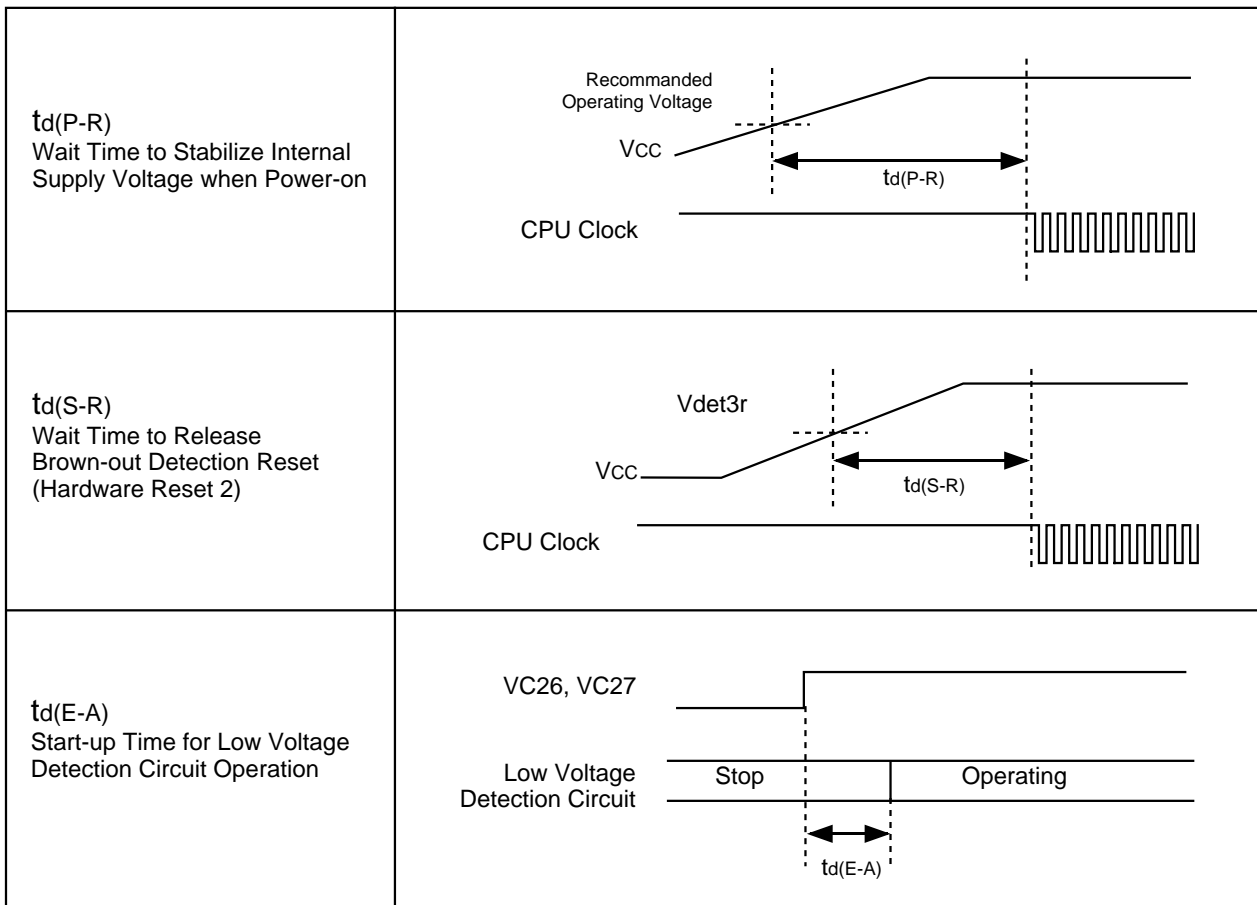 td(P-R)
Wait Time to Stabilize Internal
Supply Voltage when Power-on
Recommanded
Operating Voltage
VCC
td(P-R)
CPU Clock
td(S-R)
Wait Time to Release
Brown-out Detection Reset
(Hardware Reset 2)
Vdet3r
VCC
td(S-R)
CPU Clock
td(E-A)
Start-up Time for Low Voltage
Detection Circuit Operation
VC26, VC27
Low Voltage
Detection Circuit
Stop
Operating
td(E-A)